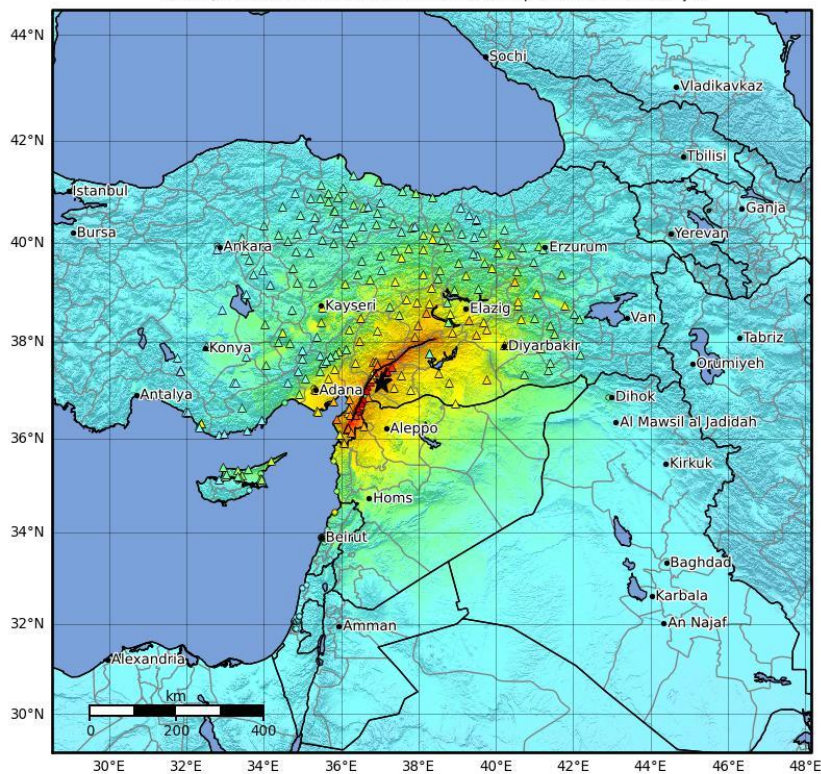 44°N
Sochi
Vladikavkaz
42°N
Tbilisi
Istanbul
Ganja
Bursa
Yerevan
40°N
Ankara
Erzurum
Kayseri
Elazig
Van
38°N
Konya
Diyarbakir
Tabriz
Orumiyeh
Antalya
Adana
Dihok
Al Mawsil al Jadidah
36°N
Aleppo
Kirkuk
Homs
34°N
Beirut
Baghdad
Karbala
32°N
Amman
An Najaf
Alexandria
km
30°N
0 200 400
30°E 32°E 34°E 36°E 38°E 40°E 42°E 44°E 46°E 48°E